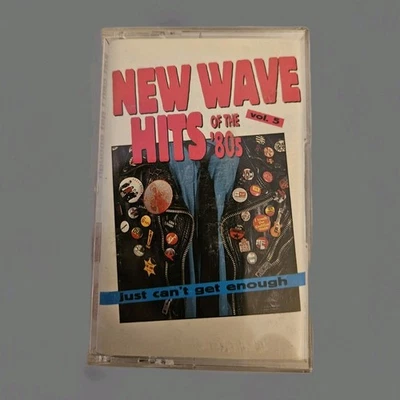 NEW WAVE
HITS OF THE '80s
vol. 5
just can't get enough